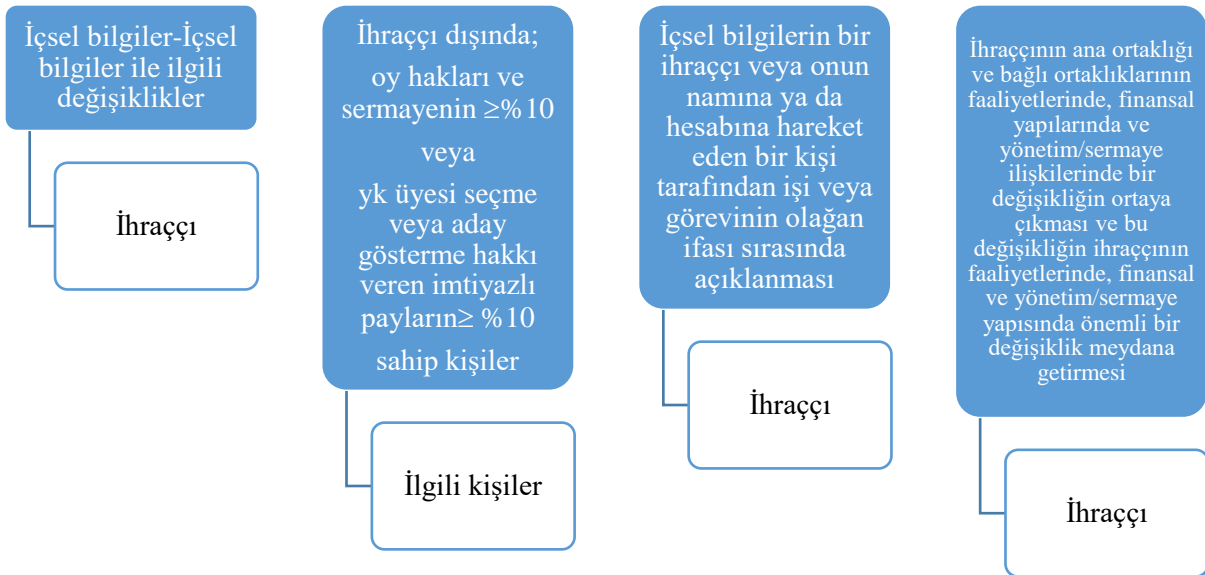 İçsel bilgiler-İçsel
bilgiler ile ilgili
değişiklikler
İhraççı
İhraççı dışında;
oy hakları ve
sermayenin ≥%10
veya
yk üyesi seçme
veya aday
gösterme hakkı
veren imtiyazlı
payların≥ %10
sahip kişiler
İlgili kişiler
İçsel bilgilerin bir
ihraççı veya onun
namına ya da
hesabına hareket
eden bir kişi
tarafından işi veya
görevinin olağan
ifası sırasında
açıklanması
İhraççı
İhraççının ana ortaklığı
ve bağlı ortaklıklarının
faaliyetlerinde, finansal
yapılarında ve
yönetim/sermaye
ilişkilerinde bir
değişikliğin ortaya
çıkması ve bu
değişikliğin ihraççının
faaliyetlerinde, finansal
ve yönetim/sermaye
yapısında önemli bir
değişiklik meydana
getirmesi
İhraççı